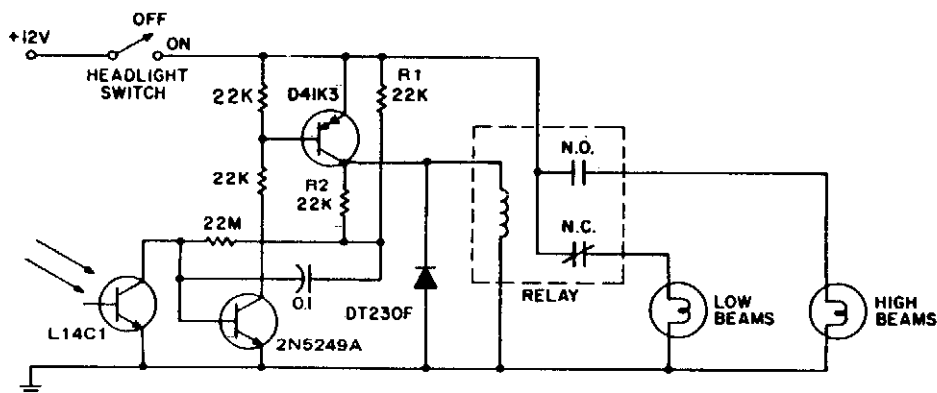 OFF
+12V
ON
HEADLIGHT
SWITCH
22K
D41K3
R1
22K
22K
R2
22K
22M
0.1
L14C1
2N5249A
DT230F
N.O.
N.C.
RELAY
LOW
BEAMS
HIGH
BEAMS